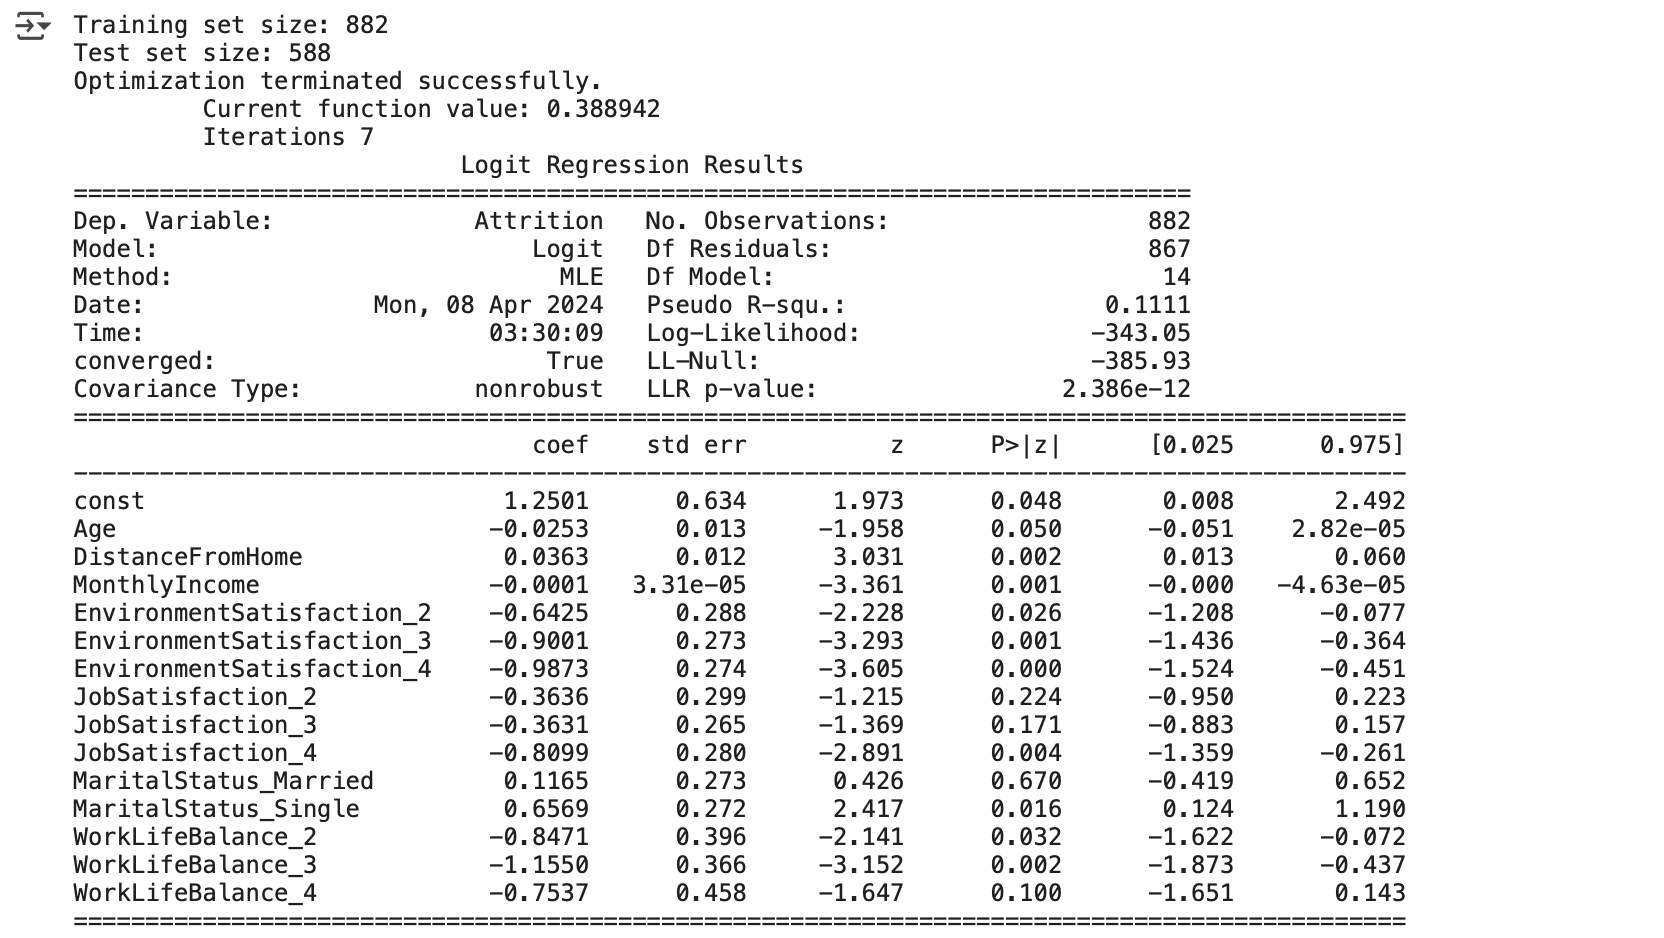 Training set size: 882
Test set size: 588
Optimization terminated successfully.
         Current function value: 0.388942
         Iterations 7
                           Logit Regression Results
==============================================================================
Dep. Variable:              Attrition   No. Observations:                  882
Model:                          Logit   Df Residuals:                      867
Method:                           MLE   Df Model:                           14
Date:                Mon, 08 Apr 2024   Pseudo R-squ.:                  0.1111
Time:                        03:30:09   Log-Likelihood:                -343.05
converged:                       True   LL-Null:                       -385.93
Covariance Type:            nonrobust   LLR p-value:                 2.386e-12
=============================================================================================
                                coef    std err          z      P>|z|      [0.025      0.975]
---------------------------------------------------------------------------------------------
const                         1.2501      0.634      1.973      0.048       0.008       2.492
Age                          -0.0253      0.013     -1.958      0.050      -0.051    2.82e-05
DistanceFromHome              0.0363      0.012      3.031      0.002       0.013       0.060
MonthlyIncome                -0.0001   3.31e-05     -3.361      0.001      -0.000   -4.63e-05
EnvironmentSatisfaction_2    -0.6425      0.288     -2.228      0.026      -1.208      -0.077
EnvironmentSatisfaction_3    -0.9001      0.273     -3.293      0.001      -1.436      -0.364
EnvironmentSatisfaction_4    -0.9873      0.274     -3.605      0.000      -1.524      -0.451
JobSatisfaction_2            -0.3636      0.299     -1.215      0.224      -0.950       0.223
JobSatisfaction_3            -0.3631      0.265     -1.369      0.171      -0.883       0.157
JobSatisfaction_4            -0.8099      0.280     -2.891      0.004      -1.359      -0.261
MaritalStatus_Married         0.1165      0.273      0.426      0.670      -0.419       0.652
MaritalStatus_Single          0.6569      0.272      2.417      0.016       0.124       1.190
WorkLifeBalance_2            -0.8471      0.396     -2.141      0.032      -1.622      -0.072
WorkLifeBalance_3            -1.1550      0.366     -3.152      0.002      -1.873      -0.437
WorkLifeBalance_4            -0.7537      0.458     -1.647      0.100      -1.651       0.143
=============================================================================================